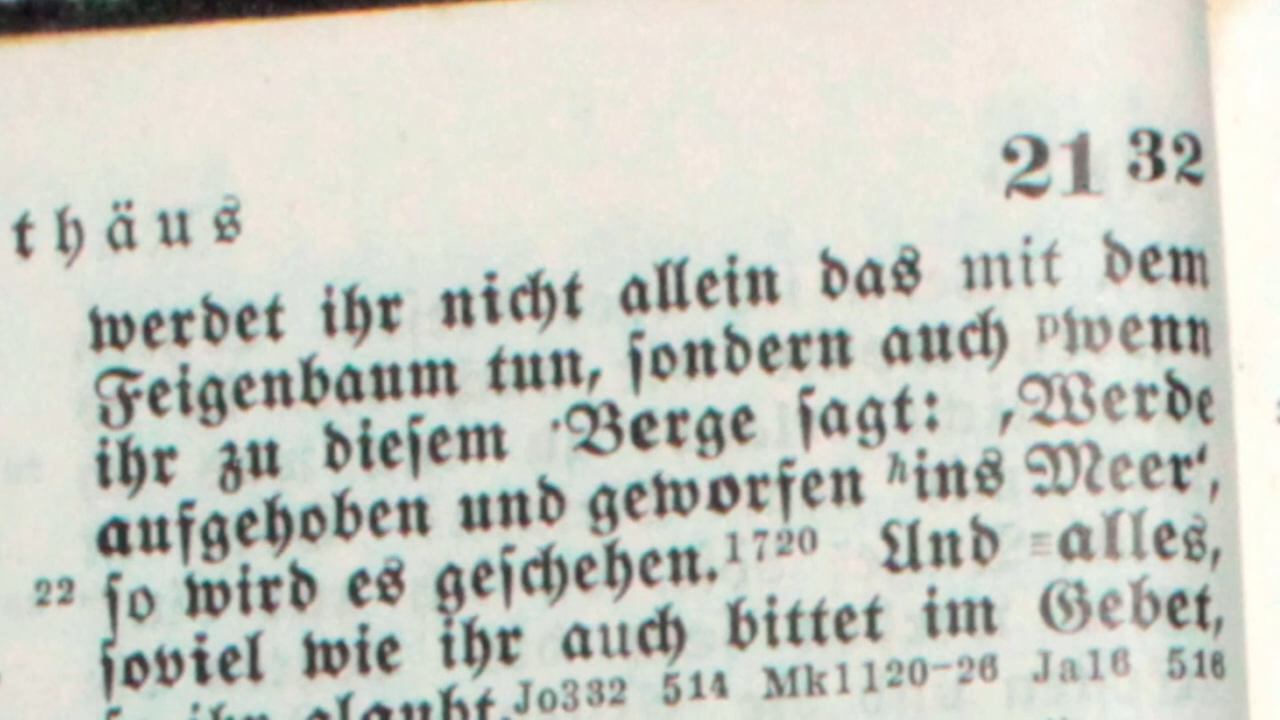 21 32
thäus
werdet ihr nicht allein das mit dem
Feigenbaum tun, sondern auch ᵖwenn
ihr zu diesem ·Berge sagt: ‚Werde
aufgehoben und geworfen ʰins Meer‘,
22 so wird es geschehen.1720 Und ≡alles,
soviel wie ihr auch bittet im Gebet,
ihr glaubt. Jo332 514 Mk1120-26 Ja16 516